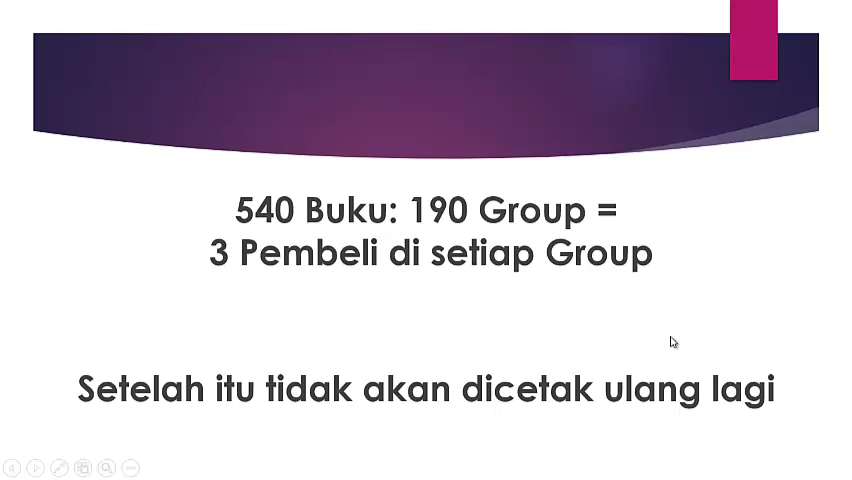 540 Buku: 190 Group =
3 Pembeli di setiap Group
Setelah itu tidak akan dicetak ulang lagi